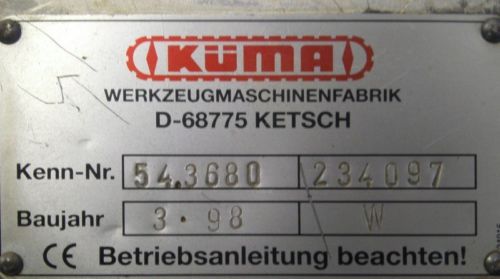 KÜMA
WERKZEUGMASCHINENFABRIK
D-68775 KETSCH
Kenn-Nr. 54.3680 234097
Baujahr 3·98 W
CE Betriebsanleitung beachten!